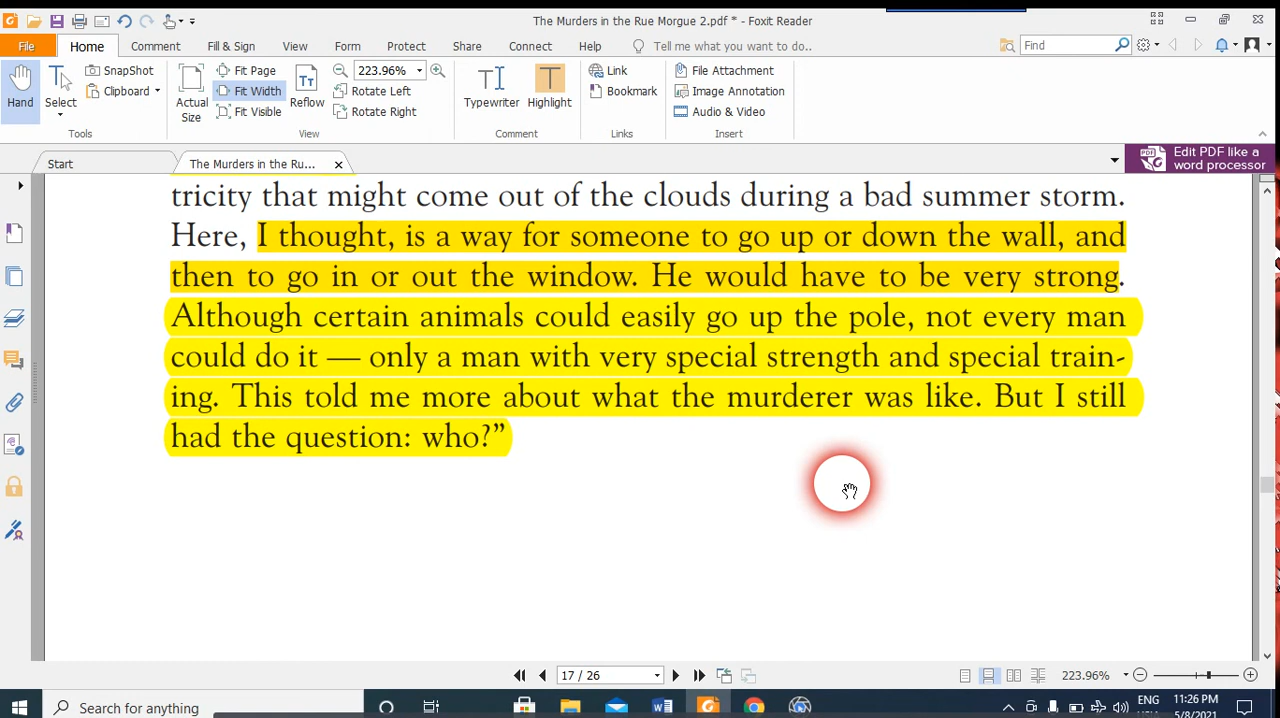 The Murders in the Rue Morgue 2.pdf * - Foxit Reader
File Home Comment Fill & Sign View Form Protect Share Connect Help Tell me what you want to do.. Find
Hand
Select
SnapShot
Clipboard
Actual Size
Fit Page
Fit Width
Fit Visible
Reflow
223.96%
Rotate Left
Rotate Right
Typewriter
Highlight
Link
Bookmark
File Attachment
Image Annotation
Audio & Video
Tools View Comment Links Insert
Start The Murders in the Ru...
Edit PDF like a
word processor
tricity that might come out of the clouds during a bad summer storm.
Here, I thought, is a way for someone to go up or down the wall, and
then to go in or out the window. He would have to be very strong.
Although certain animals could easily go up the pole, not every man
could do it — only a man with very special strength and special train-
ing. This told me more about what the murderer was like. But I still
had the question: who?”
17 / 26 223.96%
Search for anything
ENG
11:26 PM
5/8/2021